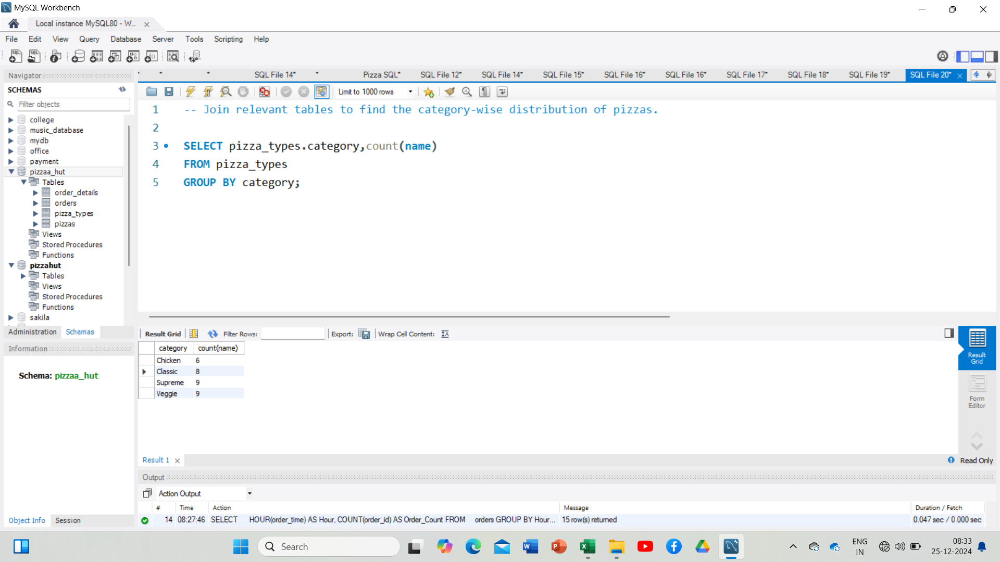 MySQL Workbench
Local instance MySQL80 - W...
File Edit View Query Database Server Tools Scripting Help
Navigator
SCHEMAS
Filter objects
college
music_database
mydb
office
payment
pizzaa_hut
Tables
order_details
orders
pizza_types
pizzas
Views
Stored Procedures
Functions
pizzahut
Tables
Views
Stored Procedures
Functions
sakila
Administration Schemas
Information
Schema: pizzaa_hut
Object Info Session
* * * SQL File 14* * Pizza SQL* SQL File 12* SQL File 14* SQL File 15* SQL File 16* SQL File 16* SQL File 17* SQL File 18* SQL File 19* SQL File 20*
Limit to 1000 rows
1 -- Join relevant tables to find the category-wise distribution of pizzas.
2
3 SELECT pizza_types.category,count(name)
4 FROM pizza_types
5 GROUP BY category;
Result Grid Filter Rows: Export: Wrap Cell Content:
category count(name)
Chicken 6
Classic 8
Supreme 9
Veggie 9
Result Grid
Form Editor
Result 1
Read Only
Output
Action Output
# Time Action Message Duration / Fetch
14 08:27:46 SELECT HOUR(order_time) AS Hour, COUNT(order_id) AS Order_Count FROM orders GROUP BY Hour... 15 row(s) returned 0.047 sec / 0.000 sec
Search
ENG
IN
08:33
25-12-2024